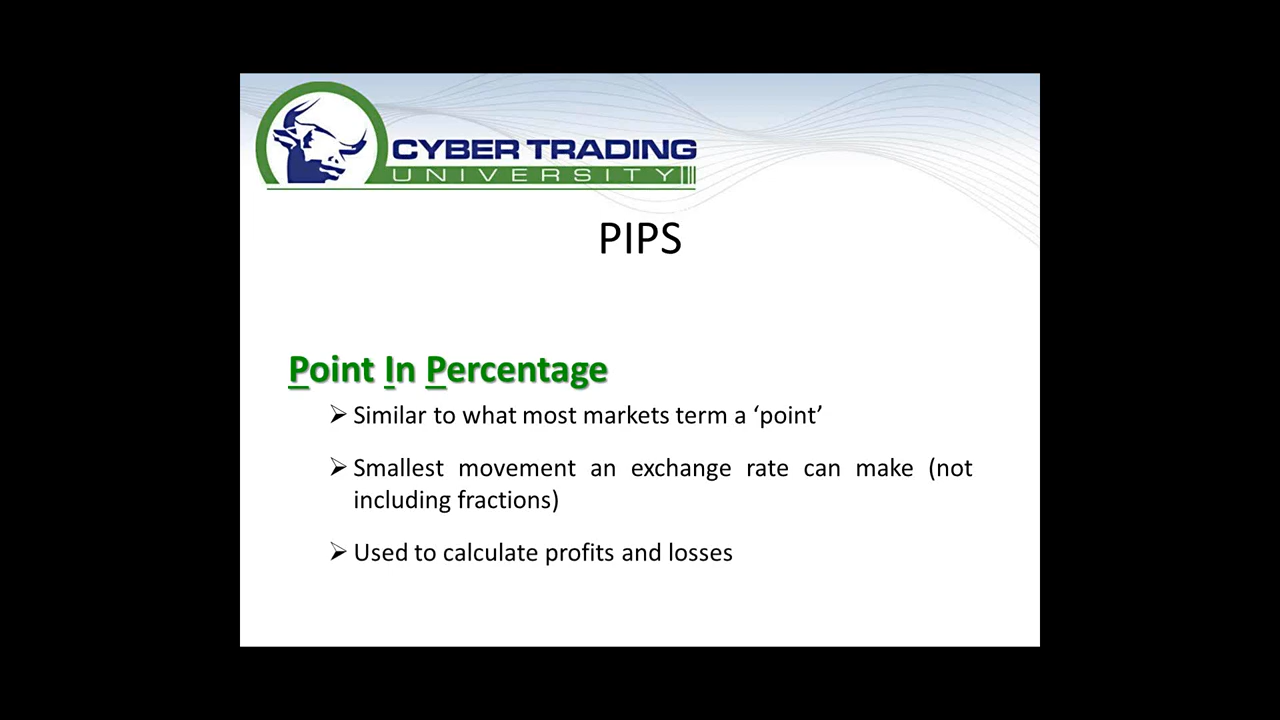 CYBER TRADING
UNIVERSITY
PIPS
Point In Percentage
➢ Similar to what most markets term a ‘point’
➢ Smallest movement an exchange rate can make (not
including fractions)
➢ Used to calculate profits and losses